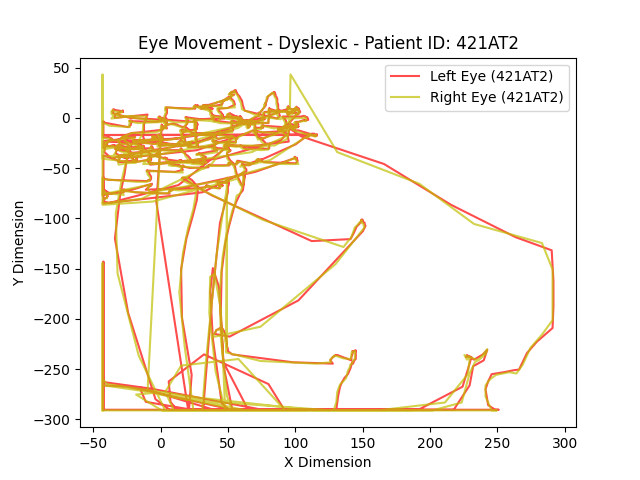 Eye Movement - Dyslexic - Patient ID: 421AT2
Left Eye (421AT2)
Right Eye (421AT2)
Y Dimension
50
0
−50
−100
−150
−200
−250
−300
−50 0 50 100 150 200 250 300
X Dimension